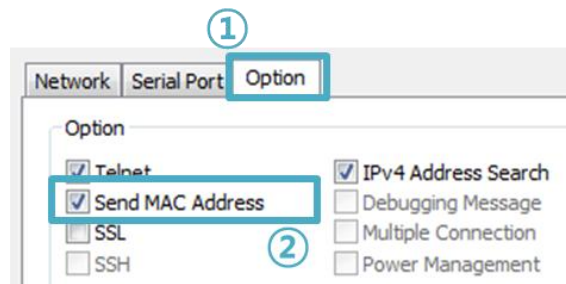 ①
Network Serial Port Option
Option
Telnet IPv4 Address Search
Send MAC Address Debugging Message
SSL Multiple Connection
②
SSH Power Management